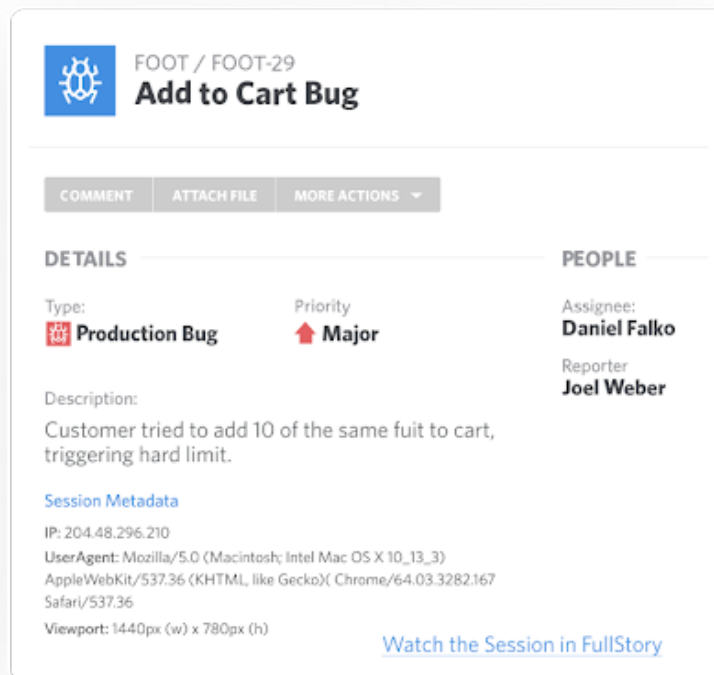 FOOT / FOOT-29
Add to Cart Bug
COMMENT
ATTACH FILE
MORE ACTIONS
DETAILS
Type:
Production Bug
Priority
Major
Description:
Customer tried to add 10 of the same fuit to cart,
triggering hard limit.
Session Metadata
IP: 204.48.296.210
UserAgent: Mozilla/5.0 (Macintosh; Intel Mac OS X 10_13_3)
AppleWebKit/537.36 (KHTML, like Gecko)( Chrome/64.03.3282.167
Safari/537.36
Viewport: 1440px (w) x 780px (h)
Watch the Session in FullStory
PEOPLE
Assignee:
Daniel Falko
Reporter
Joel Weber